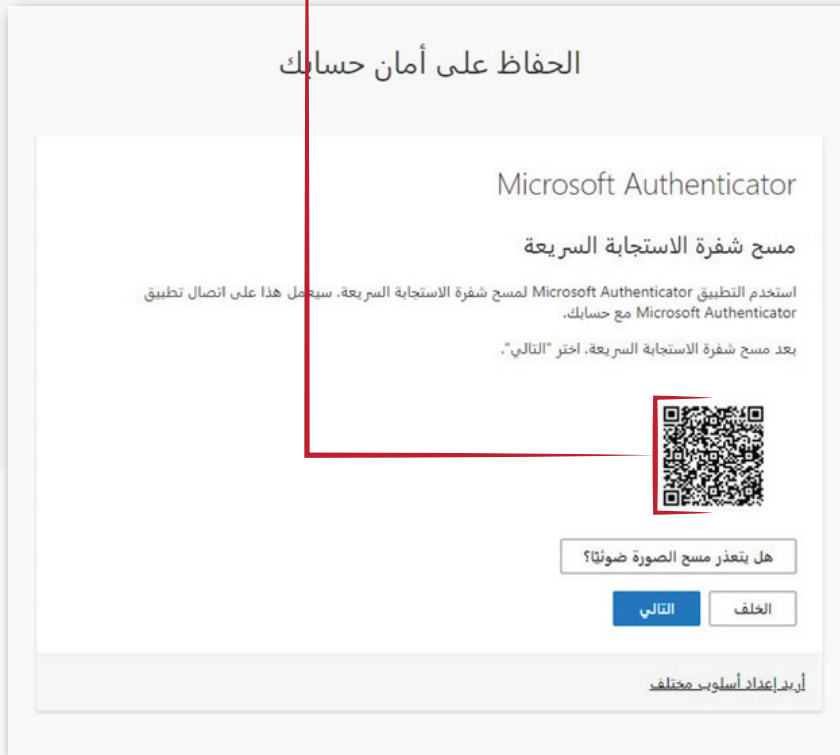 الحفاظ على أمان حسابك
Microsoft Authenticator
مسح شفرة الاستجابة السريعة
استخدم التطبيق Microsoft Authenticator لمسح شفرة الاستجابة السريعة. سيعمل هذا على اتصال تطبيق
Microsoft Authenticator مع حسابك.
بعد مسح شفرة الاستجابة السريعة، اختر "التالي".
هل يتعذر مسح الصورة ضوئيًا؟
الخلف
التالي
أريد إعداد أسلوب مختلف